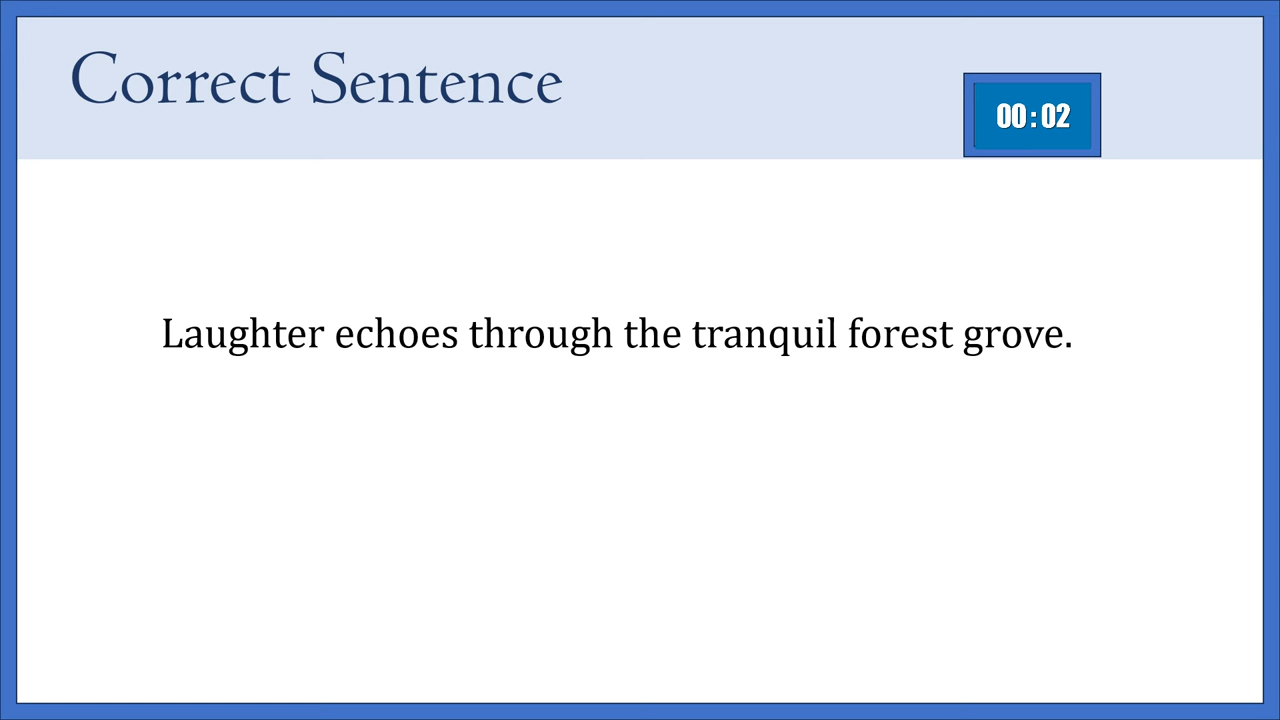 Correct Sentence
00:02
Laughter echoes through the tranquil forest grove.